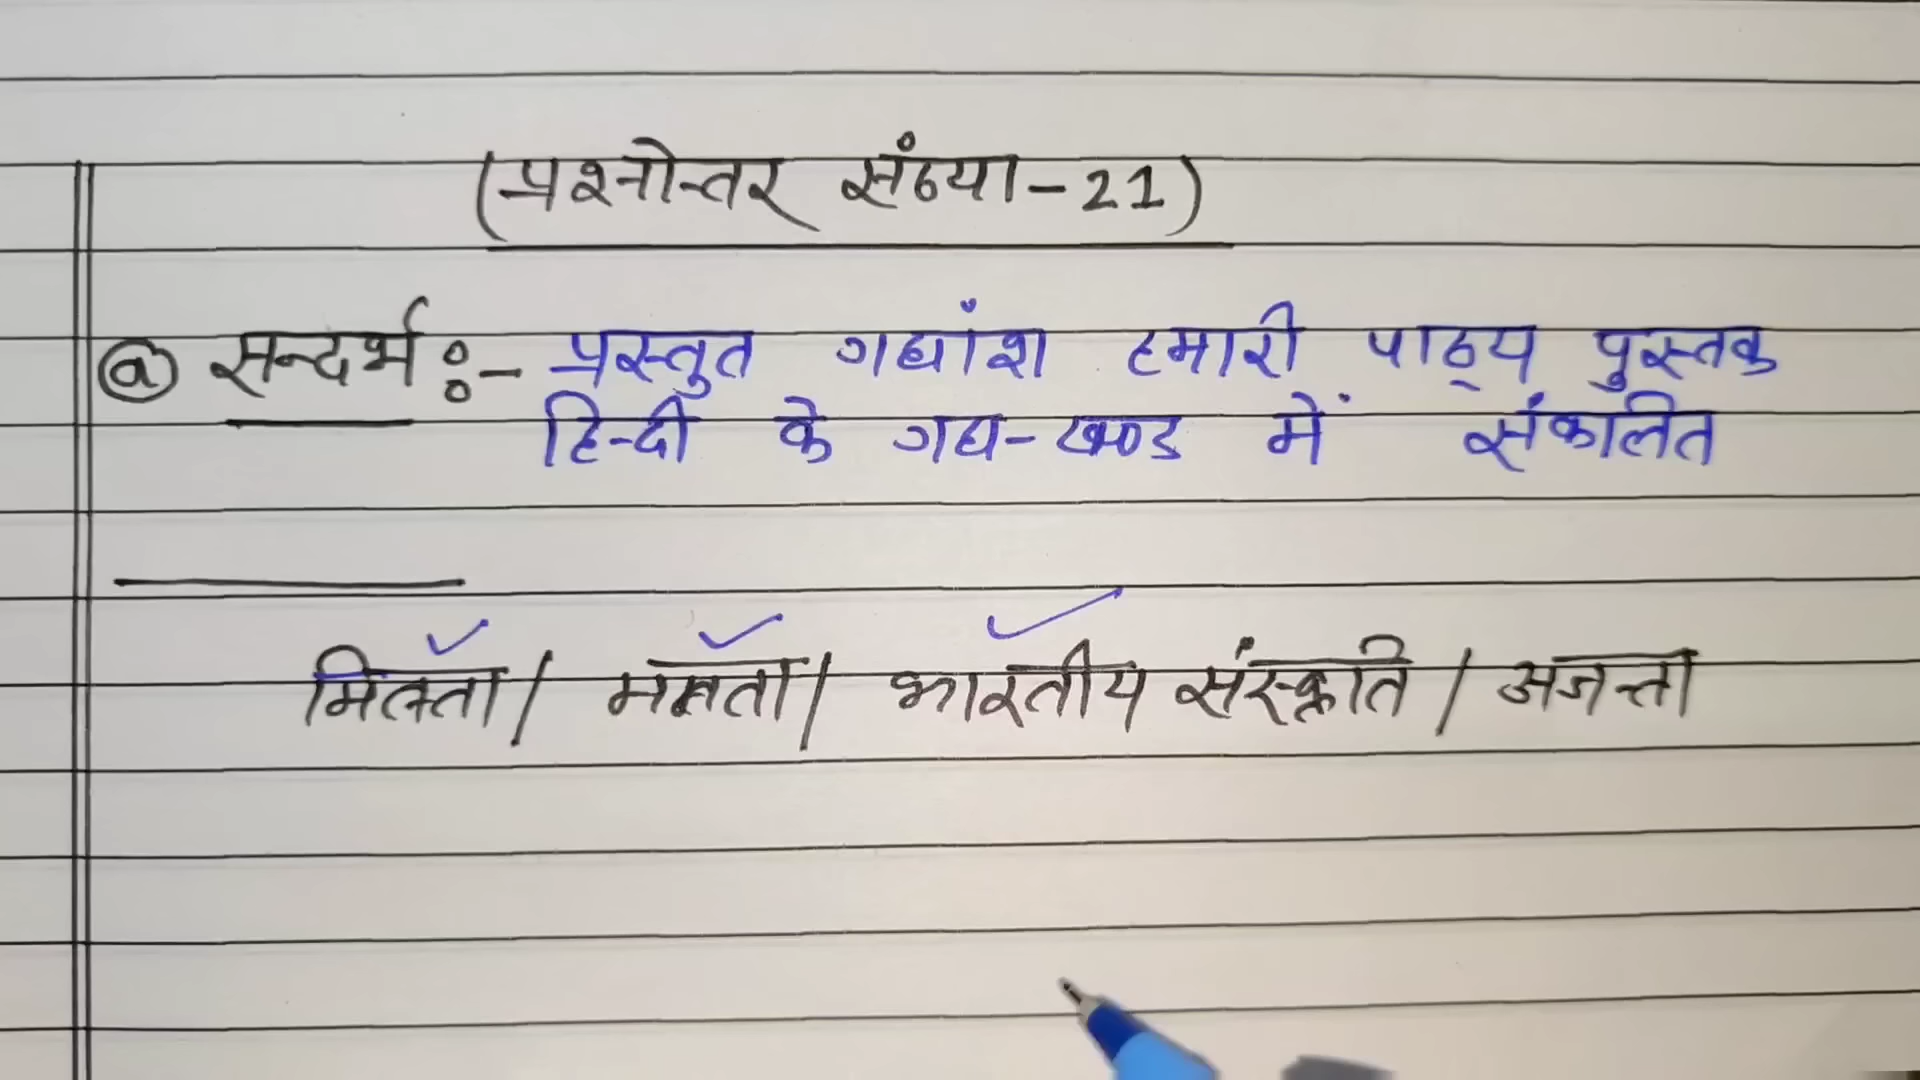 (प्रश्नोत्तर संख्या-21)
(a) सन्दर्भ :- प्रस्तुत गद्यांश हमारी पाठ्य पुस्तक
हिन्दी के गद्य-खण्ड में संकलित
मित्रता / ममता / भारतीय संस्कृति / अजन्ता